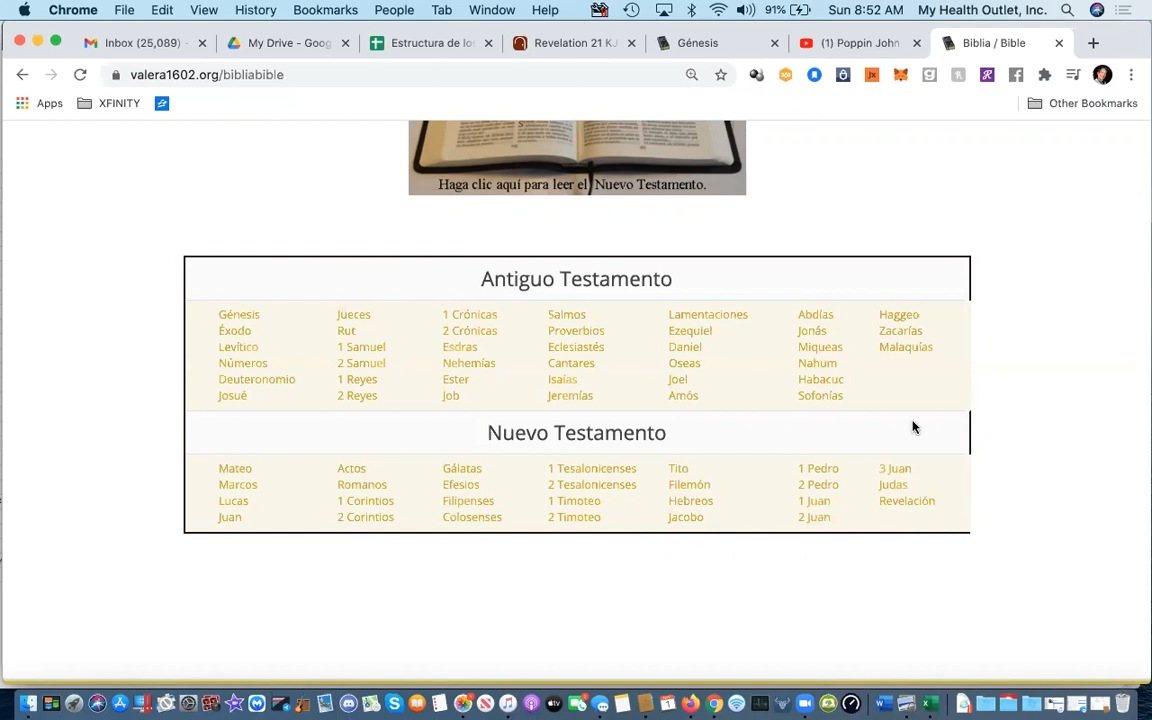 Chrome File Edit View History Bookmarks People Tab Window Help 91% Sun 8:52 AM My Health Outlet, Inc.
Inbox (25,089) × My Drive - Goog × Estructura de los × Revelation 21 KJ × Génesis × (1) Poppin John × Biblia / Bible × +
valera1602.org/bibliabible
Apps XFINITY Other Bookmarks
Haga clic aquí para leer el Nuevo Testamento.
Antiguo Testamento
Génesis Jueces 1 Crónicas Salmos Lamentaciones Abdías Haggeo
Éxodo Rut 2 Crónicas Proverbios Ezequiel Jonás Zacarías
Levítico 1 Samuel Esdras Eclesiastés Daniel Miqueas Malaquías
Números 2 Samuel Nehemías Cantares Oseas Nahum
Deuteronomio 1 Reyes Ester Isaías Joel Habacuc
Josué 2 Reyes Job Jeremías Amós Sofonías
Nuevo Testamento
Mateo Actos Gálatas 1 Tesalonicenses Tito 1 Pedro 3 Juan
Marcos Romanos Efesios 2 Tesalonicenses Filemón 2 Pedro Judas
Lucas 1 Corintios Filipenses 1 Timoteo Hebreos 1 Juan Revelación
Juan 2 Corintios Colosenses 2 Timoteo Jacobo 2 Juan